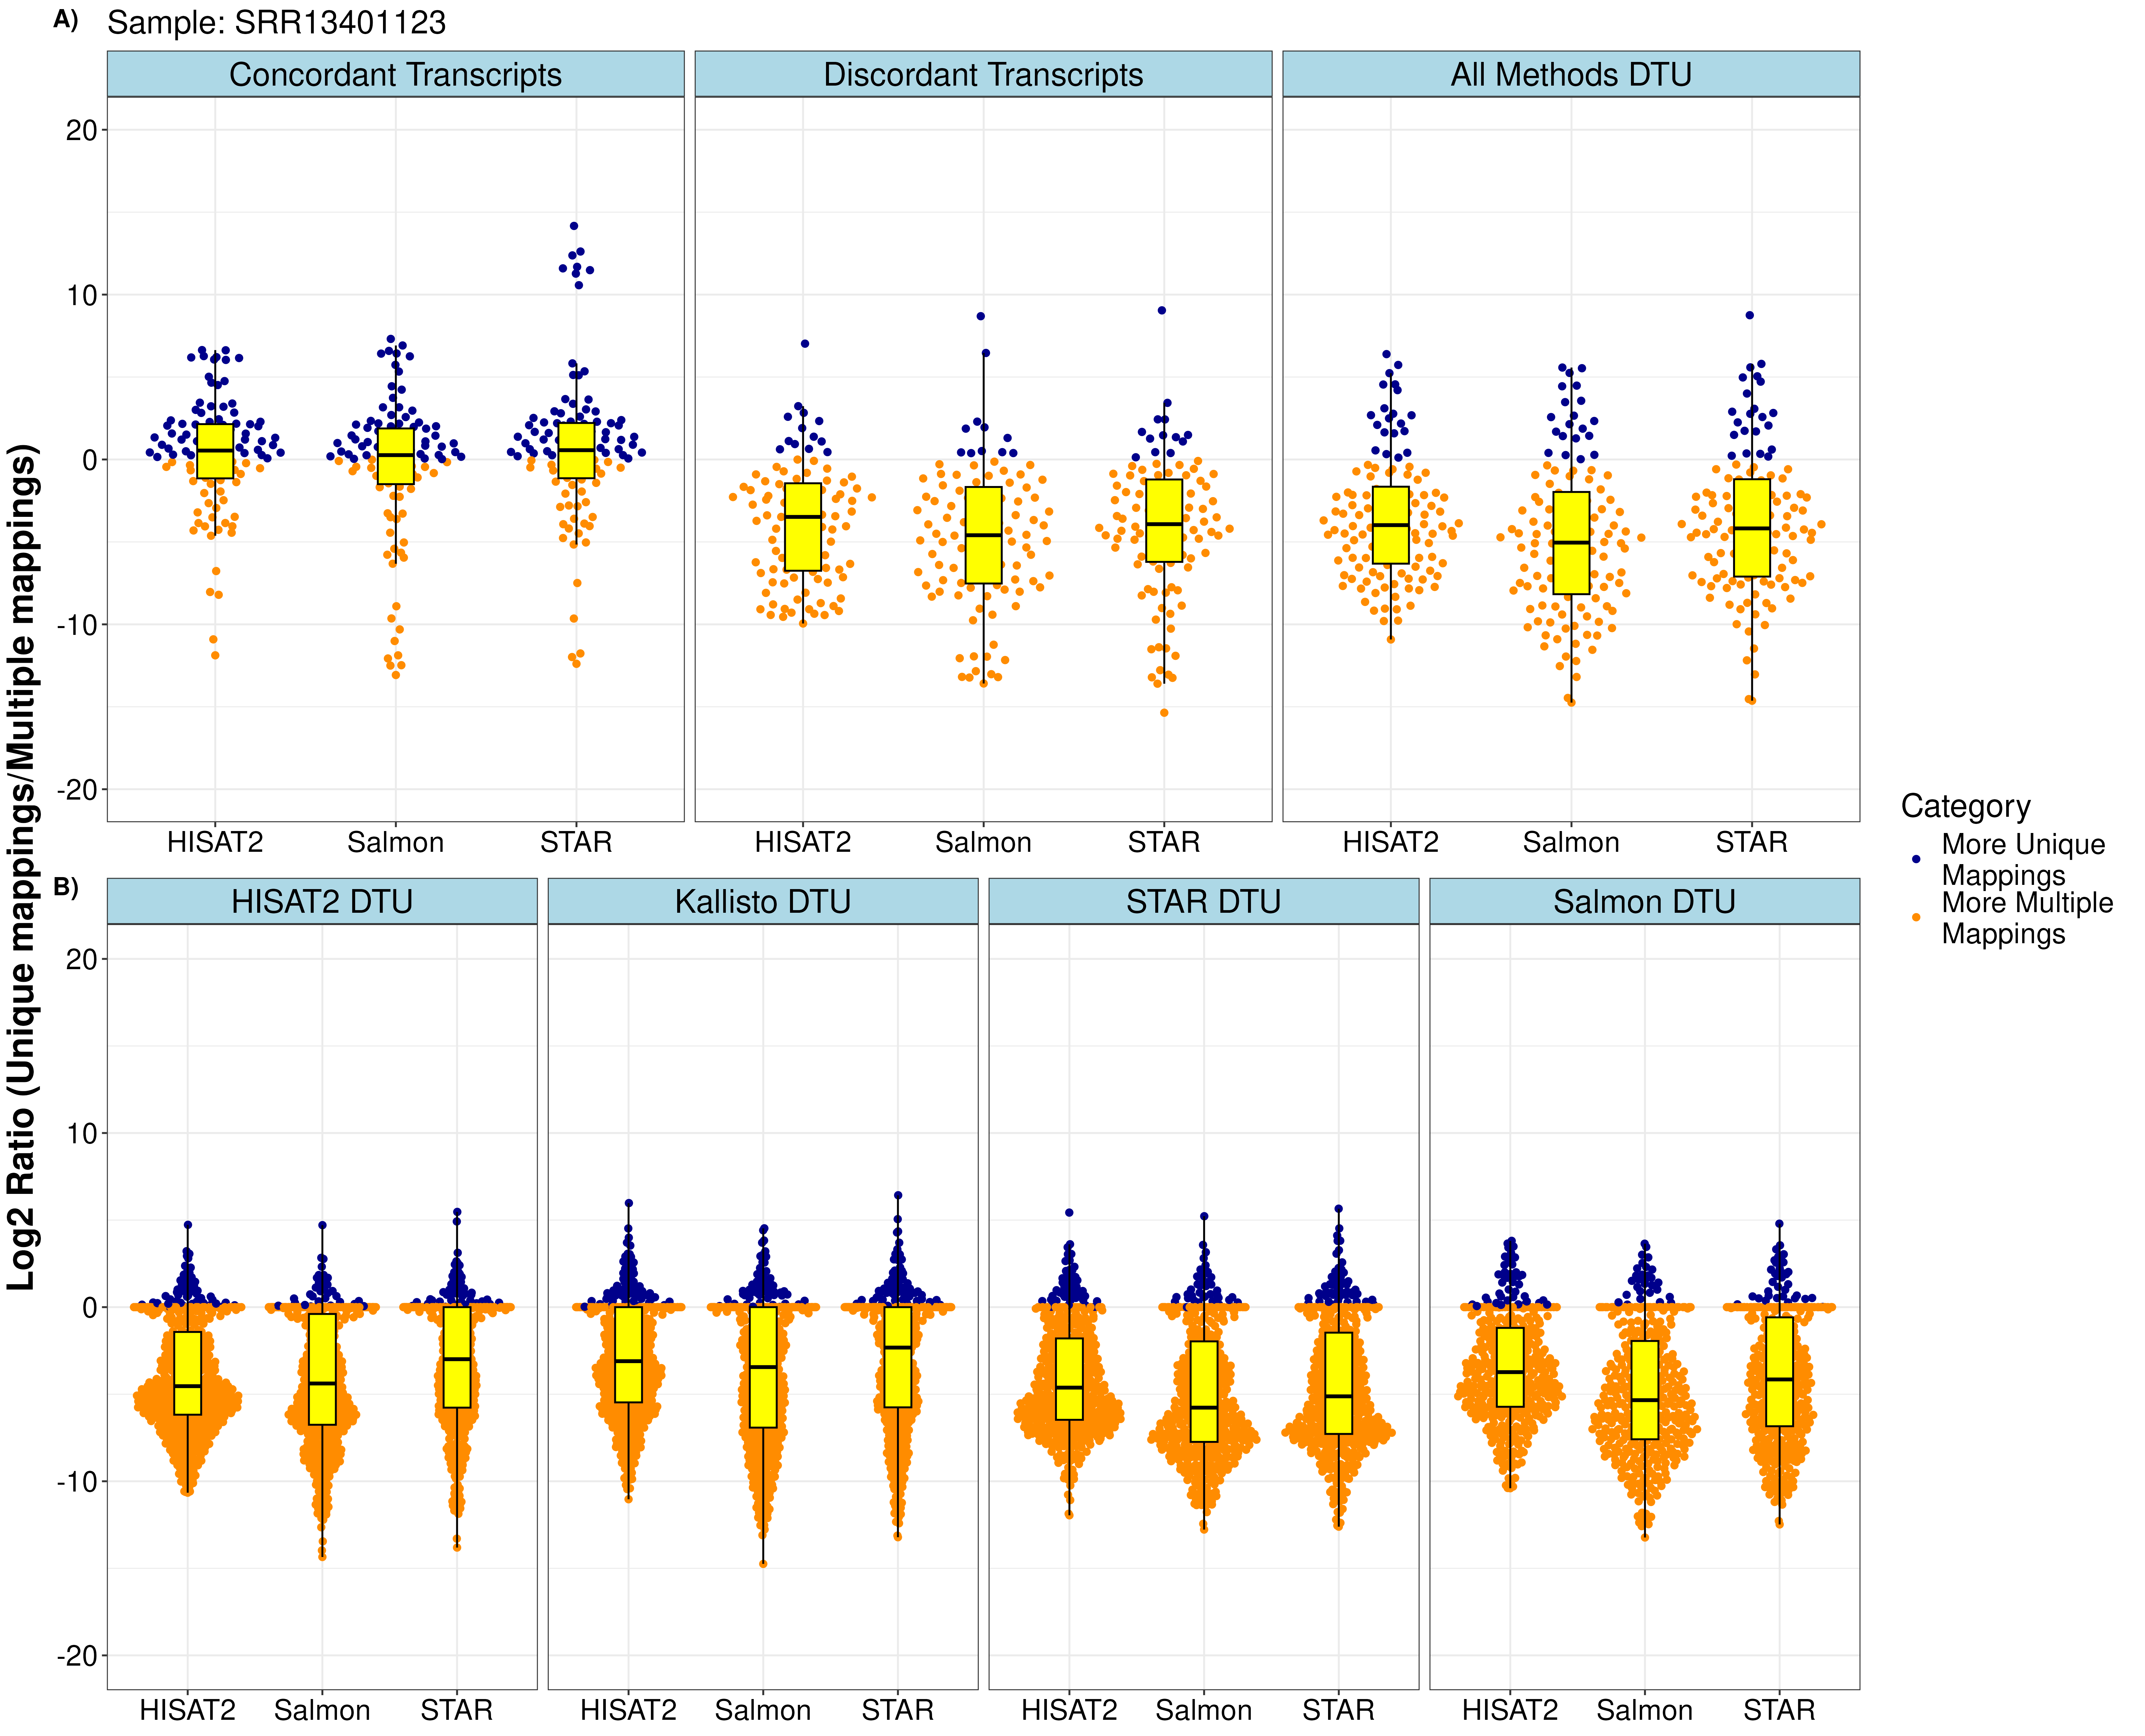 A)
Sample: SRR13401123
Concordant Transcripts
Discordant Transcripts
All Methods DTU
20
10
0
-10
-20
HISAT2
Salmon
STAR
HISAT2
Salmon
STAR
HISAT2
Salmon
STAR
Log2 Ratio (Unique mappings/Multiple mappings)
B)
HISAT2 DTU
Kallisto DTU
STAR DTU
Salmon DTU
20
10
0
-10
-20
HISAT2
Salmon
STAR
HISAT2
Salmon
STAR
HISAT2
Salmon
STAR
HISAT2
Salmon
STAR
Category
More Unique
Mappings
More Multiple
Mappings